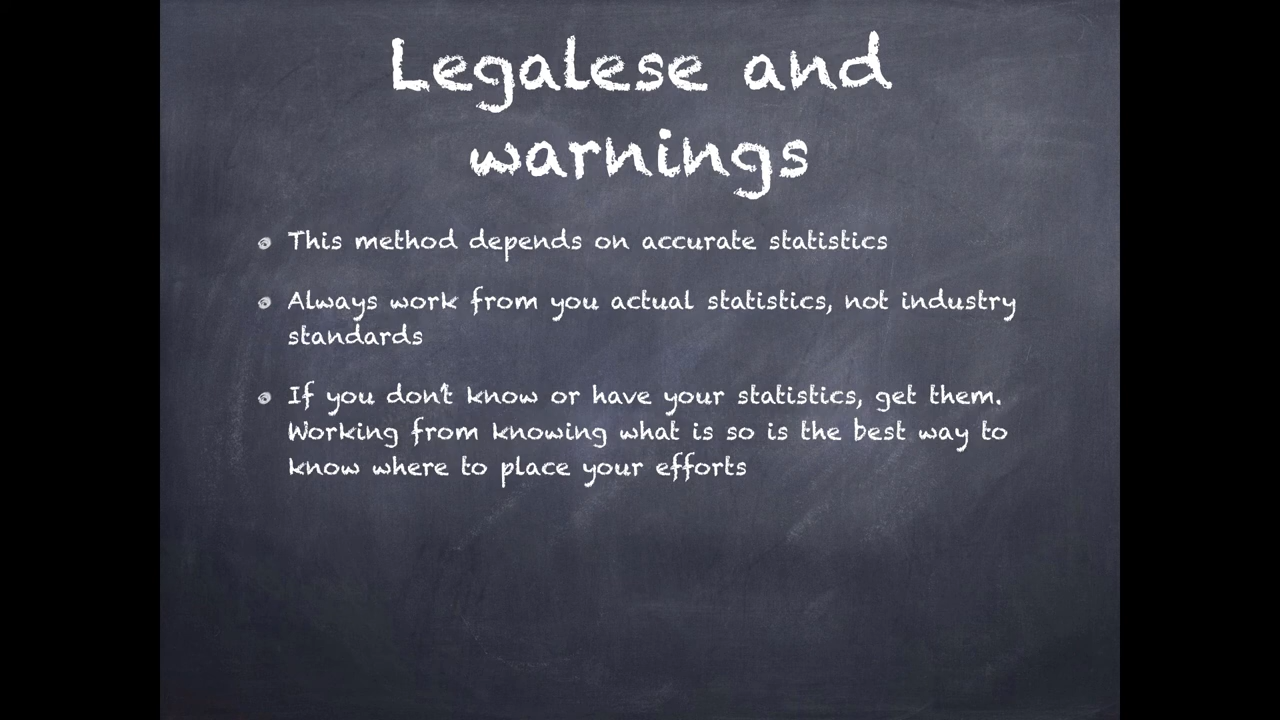 Legalese and
warnings
This method depends on accurate statistics
Always work from you actual statistics, not industry
standards
If you don't know or have your statistics, get them.
Working from knowing what is so is the best way to
know where to place your efforts